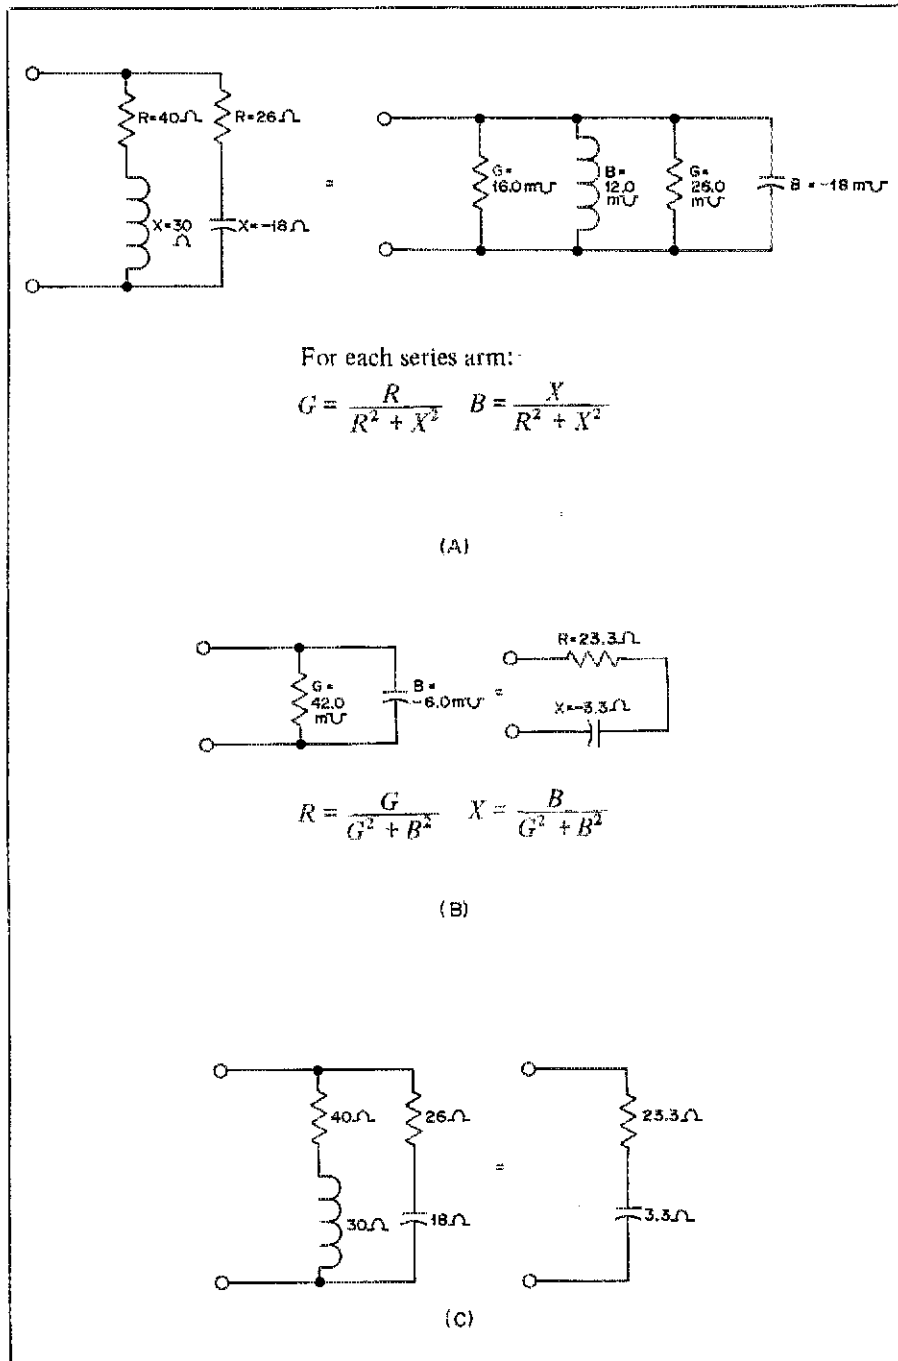 R=40Ω R=26Ω
X=30
Ω X=-18Ω
=
G=
16.0m℧
B=
12.0
m℧
G=
26.0
m℧
B = -18m℧
For each series arm:
G = R / (R² + X²) B = X / (R² + X²)
(A)
G=
42.0
m℧
B=
-6.0m℧
=
R=23.3Ω
X=-3.3Ω
R = G / (G² + B²) X = B / (G² + B²)
(B)
40Ω 26Ω
30Ω 18Ω
=
23.3Ω
3.3Ω
(C)